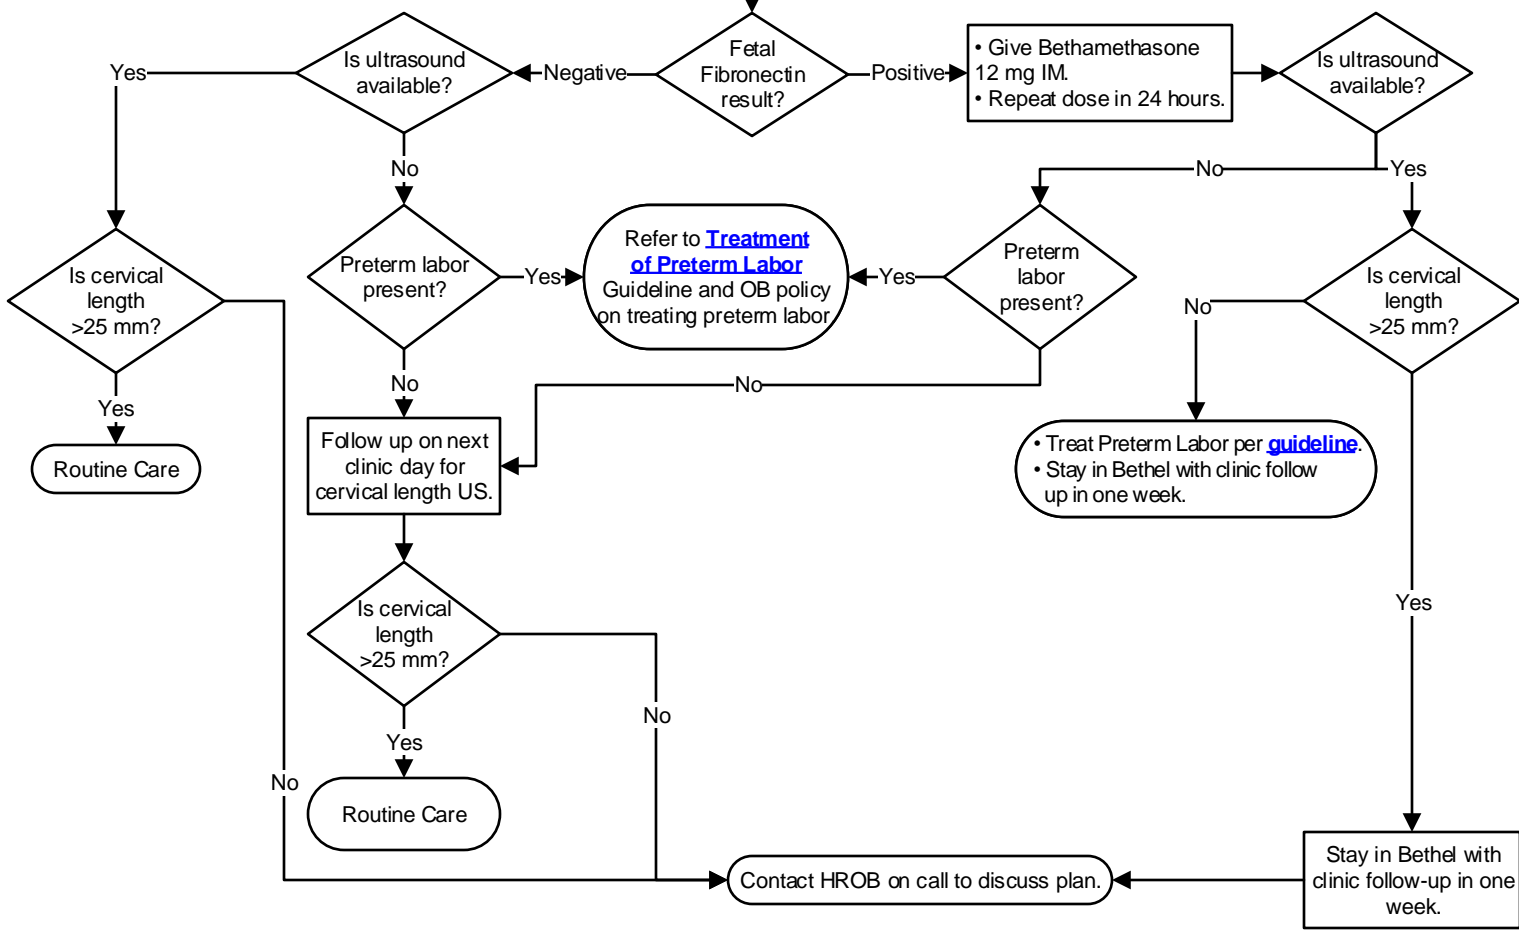 Is ultrasound
available?
Yes
Negative
Fetal
Fibronectin
result?
Positive
• Give Bethamethasone
12 mg IM.
• Repeat dose in 24 hours.
Is ultrasound
available?
No
No
Yes
Is cervical
length
>25 mm?
Preterm labor
present?
Yes
Refer to Treatment
of Preterm Labor
Guideline and OB policy
on treating preterm labor
Yes
Preterm
labor
present?
Is cervical
length
>25 mm?
No
Yes
No
No
Routine Care
Follow up on next
clinic day for
cervical length US.
• Treat Preterm Labor per guideline.
• Stay in Bethel with clinic follow
up in one week.
Is cervical
length
>25 mm?
Yes
No
Yes
No
Routine Care
Contact HROB on call to discuss plan.
Stay in Bethel with
clinic follow-up in one
week.